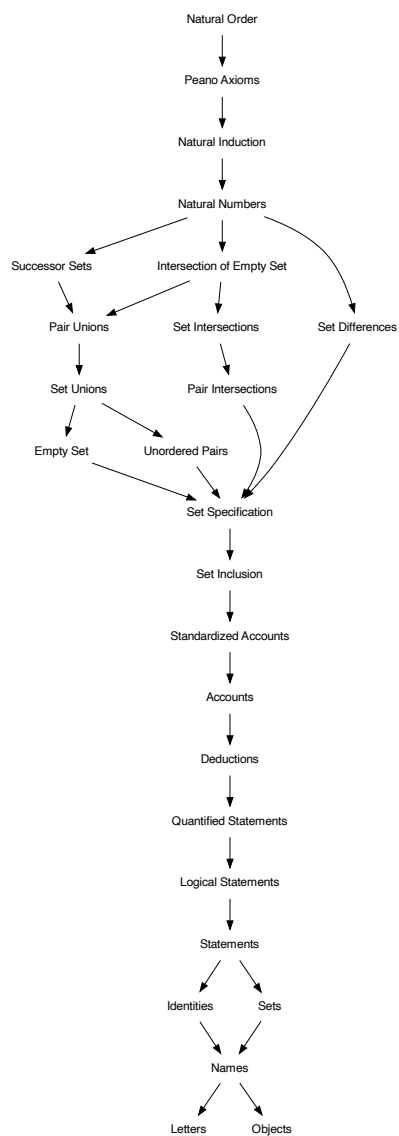 Natural Order
Peano Axioms
Natural Induction
Natural Numbers
Successor Sets
Intersection of Empty Set
Pair Unions
Set Intersections
Set Differences
Set Unions
Pair Intersections
Empty Set
Unordered Pairs
Set Specification
Set Inclusion
Standardized Accounts
Accounts
Deductions
Quantified Statements
Logical Statements
Statements
Identities
Sets
Names
Letters
Objects